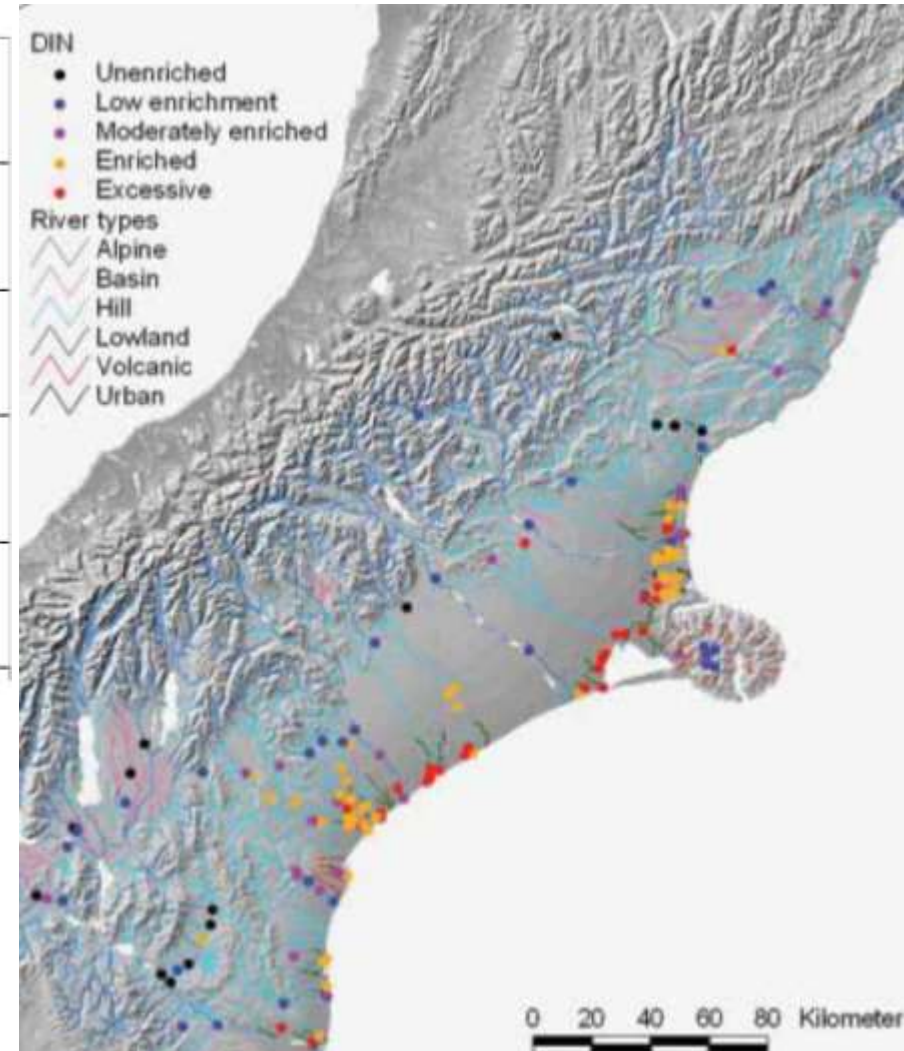 DIN
Unenriched
Low enrichment
Moderately enriched
Enriched
Excessive
River types
Alpine
Basin
Hill
Lowland
Volcanic
Urban
0 20 40 60 80 Kilometer